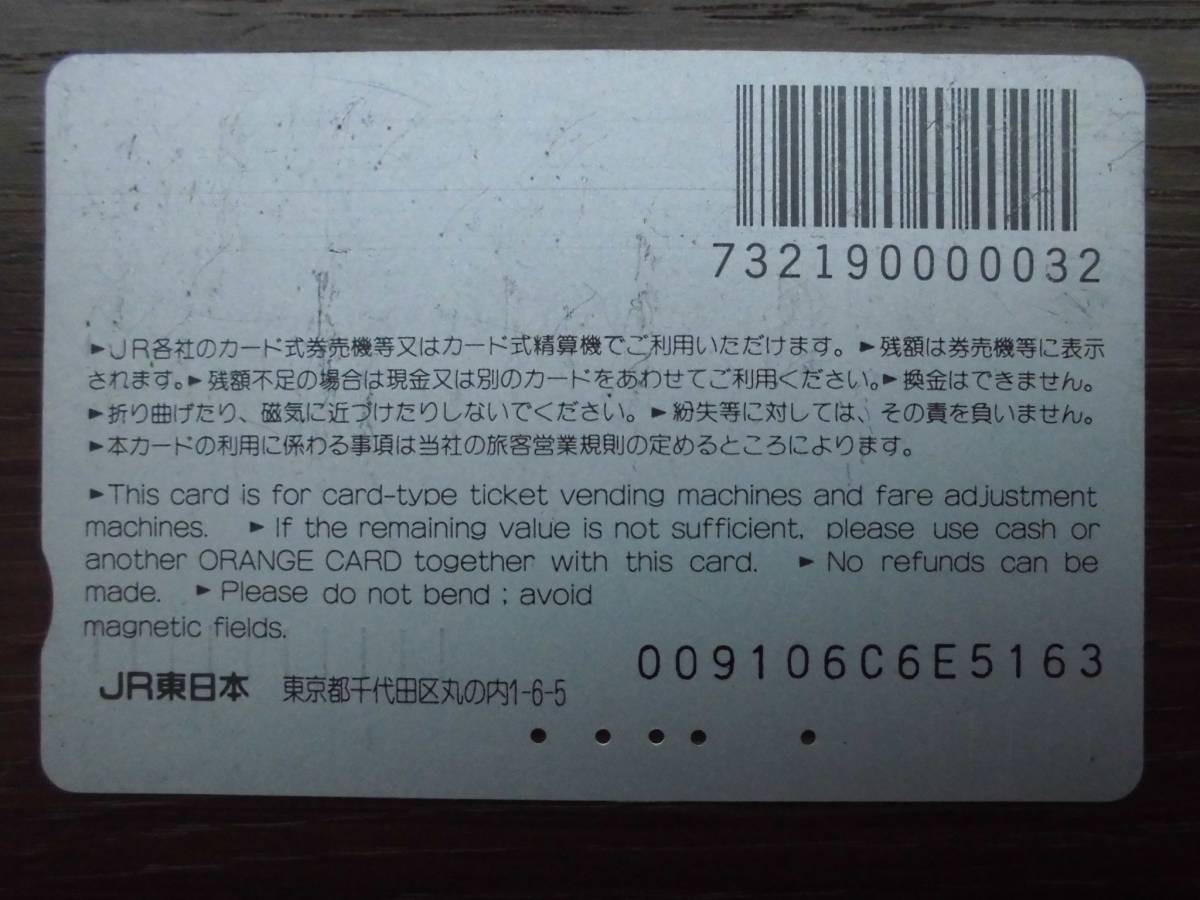 732190000032
►JR各社のカード式券売機等又はカード式精算機でご利用いただけます。►残額は券売機等に表示
されます。►残額不足の場合は現金又は別のカードをあわせてご利用ください。►換金はできません。
►折り曲げたり、磁気に近づけたりしないでください。►紛失等に対しては、その責を負いません。
►本カードの利用に係わる事項は当社の旅客営業規則の定めるところによります。
►This card is for card-type ticket vending machines and fare adjustment
machines. ►If the remaining value is not sufficient, please use cash or
another ORANGE CARD together with this card. ►No refunds can be
made. ►Please do not bend ; avoid
magnetic fields.
009106C6E5163
JR東日本 東京都千代田区丸の内1-6-5